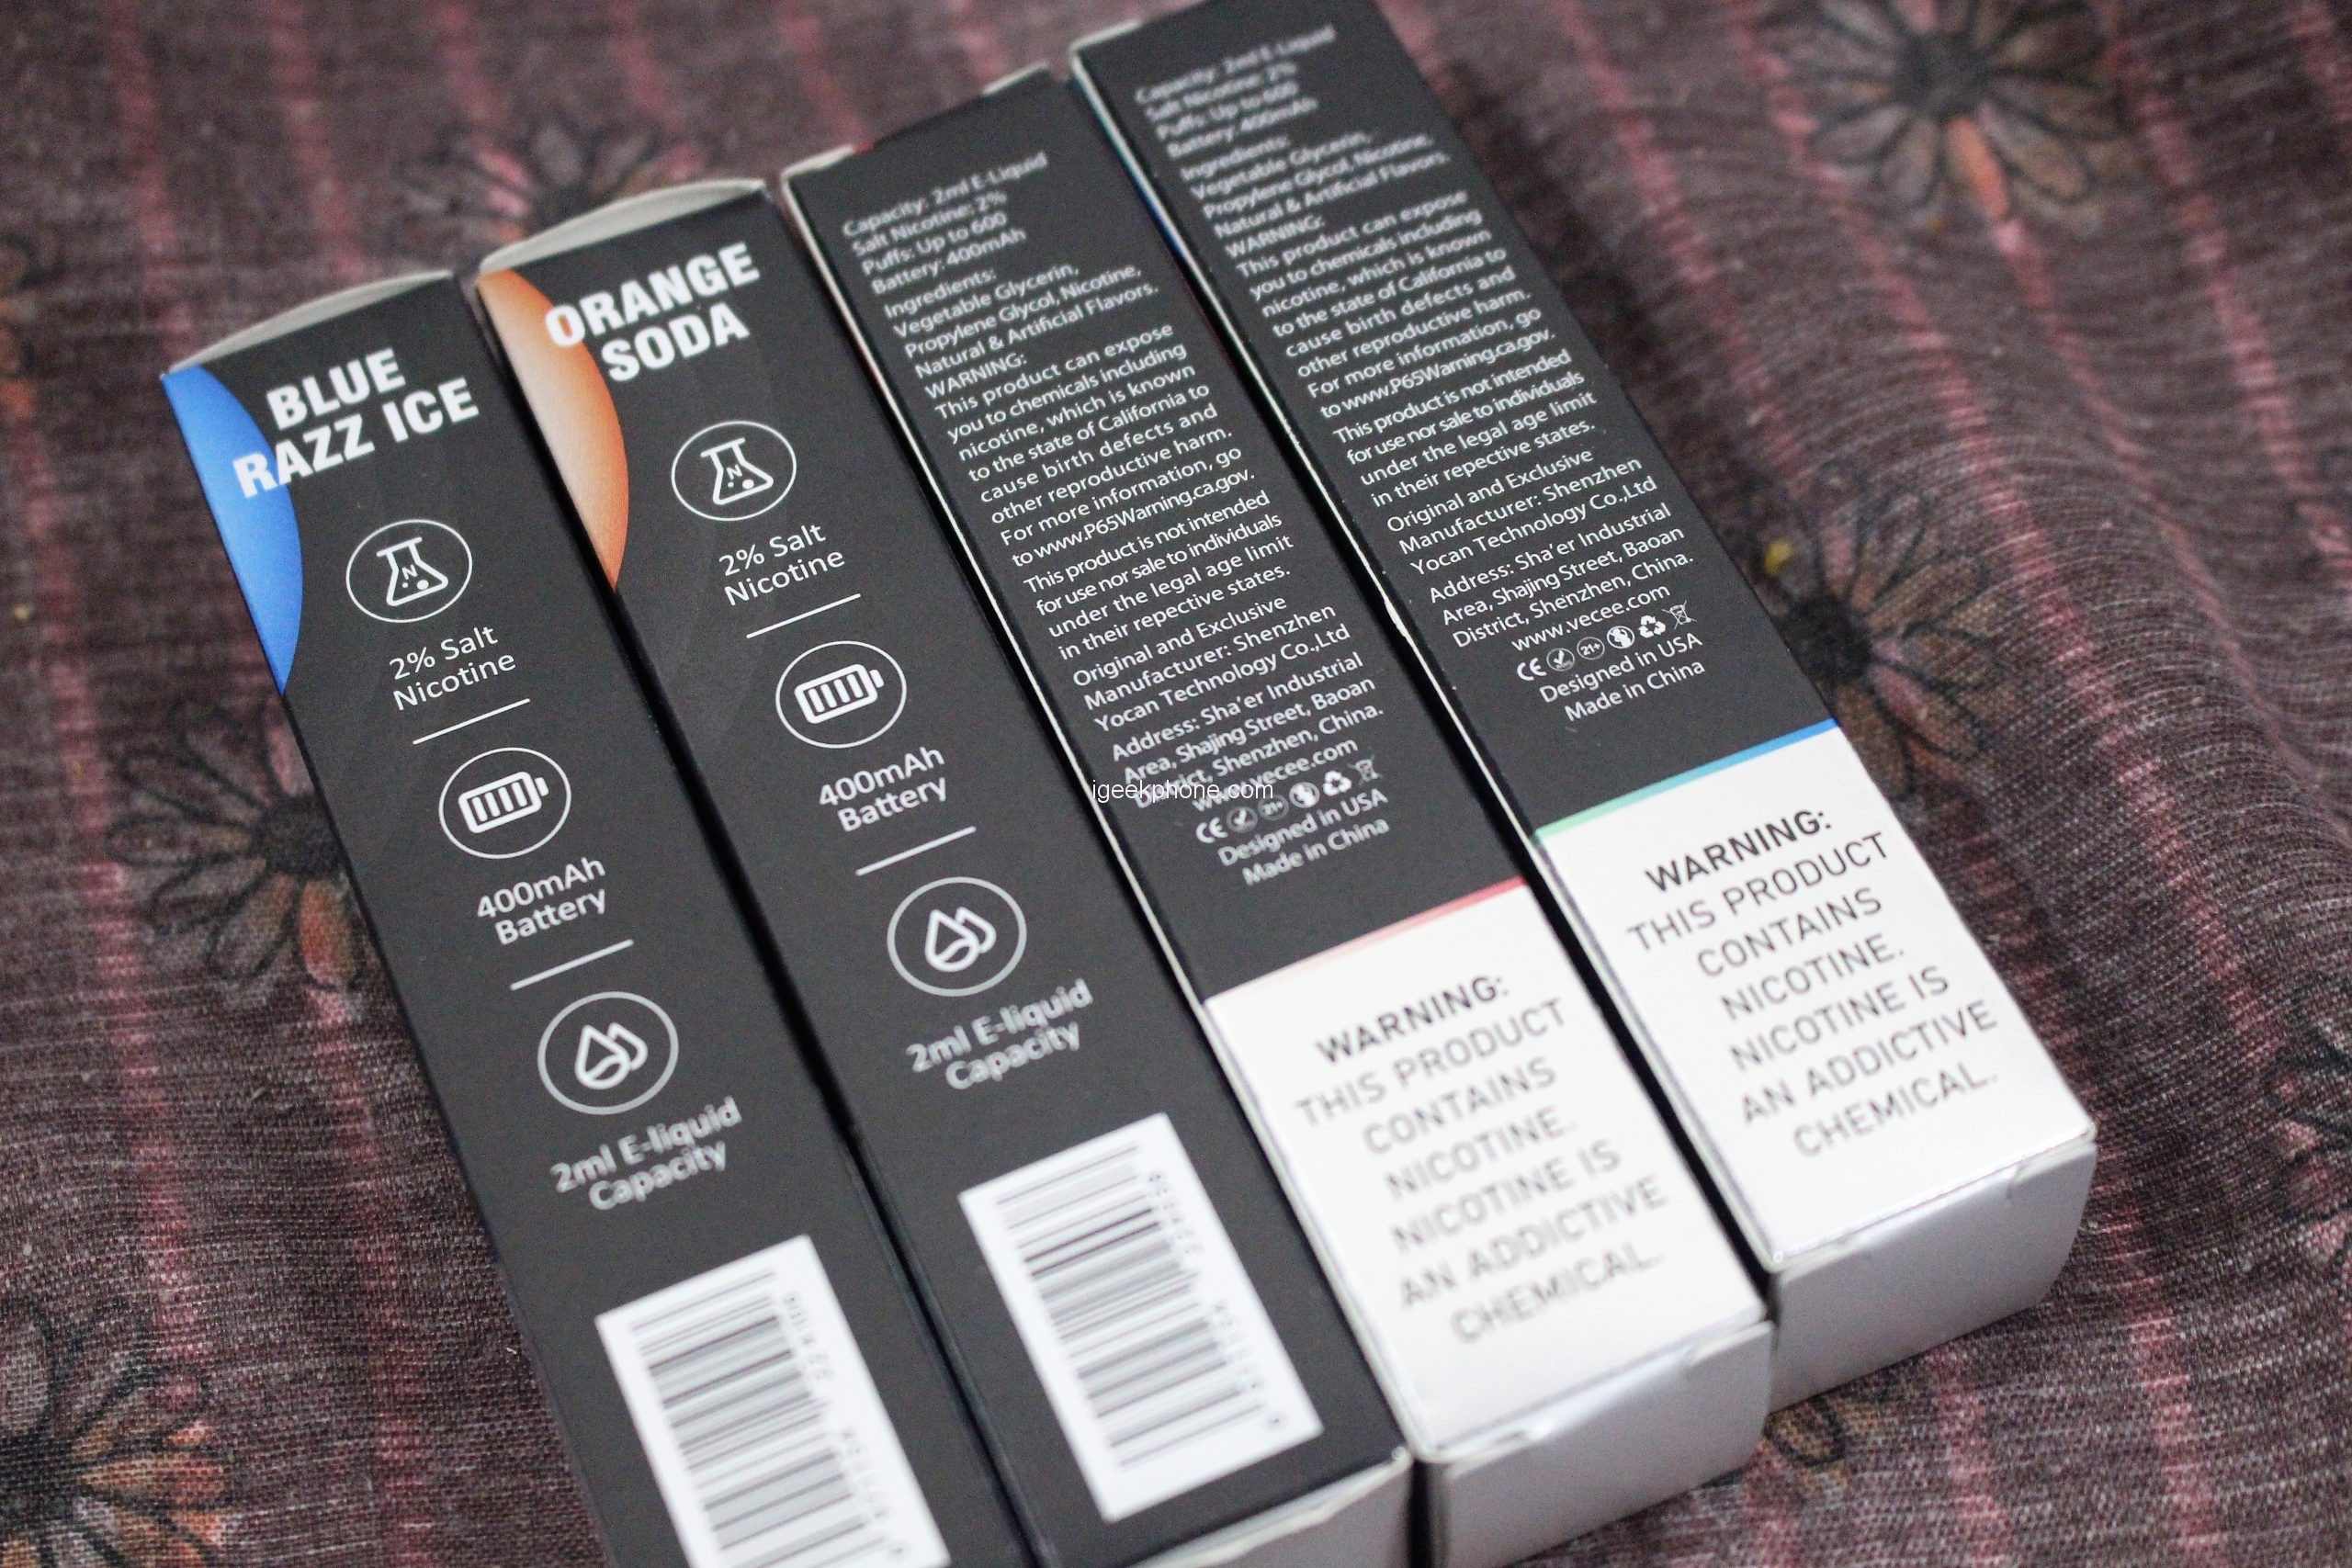 BLUE
RAZZ ICE
N
2% Salt
Nicotine
400mAh
Battery
2ml E-liquid
Capacity
ORANGE
SODA
N
2% Salt
Nicotine
400mAh
Battery
2ml E-liquid
Capacity
Capacity: 2ml E-Liquid
Salt Nicotine: 2%
Puffs: Up to 600
Battery: 400mAh
Ingredients:
Vegetable Glycerin,
Propylene Glycol, Nicotine,
Natural & Artificial Flavors.
WARNING:
This product can expose
you to chemicals including
nicotine, which is known
to the state of California to
cause birth defects and
other reproductive harm.
For more information, go
to www.P65Warning.ca.gov.
This product is not intended
for use nor sale to individuals
under the legal age limit
in their repective states.
Original and Exclusive
Manufacturer: Shenzhen
Yocan Technology Co.,Ltd
Address: Sha'er Industrial
Area, Shajing Street, Baoan
District, Shenzhen, China.
www.vecee.com
CE 21+
Designed in USA
Made in China
WARNING:
THIS PRODUCT
CONTAINS
NICOTINE.
NICOTINE IS
AN ADDICTIVE
CHEMICAL.
Capacity: 2ml E-Liquid
Salt Nicotine: 2%
Puffs: Up to 600
Battery: 400mAh
Ingredients:
Vegetable Glycerin,
Propylene Glycol, Nicotine,
Natural & Artificial Flavors.
WARNING:
This product can expose
you to chemicals including
nicotine, which is known
to the state of California to
cause birth defects and
other reproductive harm.
For more information, go
to www.P65Warning.ca.gov.
This product is not intended
for use nor sale to individuals
under the legal age limit
in their repective states.
Original and Exclusive
Manufacturer: Shenzhen
Yocan Technology Co.,Ltd
Address: Sha'er Industrial
Area, Shajing Street, Baoan
District, Shenzhen, China.
www.vecee.com
CE 21+
Designed in USA
Made in China
WARNING:
THIS PRODUCT
CONTAINS
NICOTINE.
NICOTINE IS
AN ADDICTIVE
CHEMICAL.
igeekphone.com